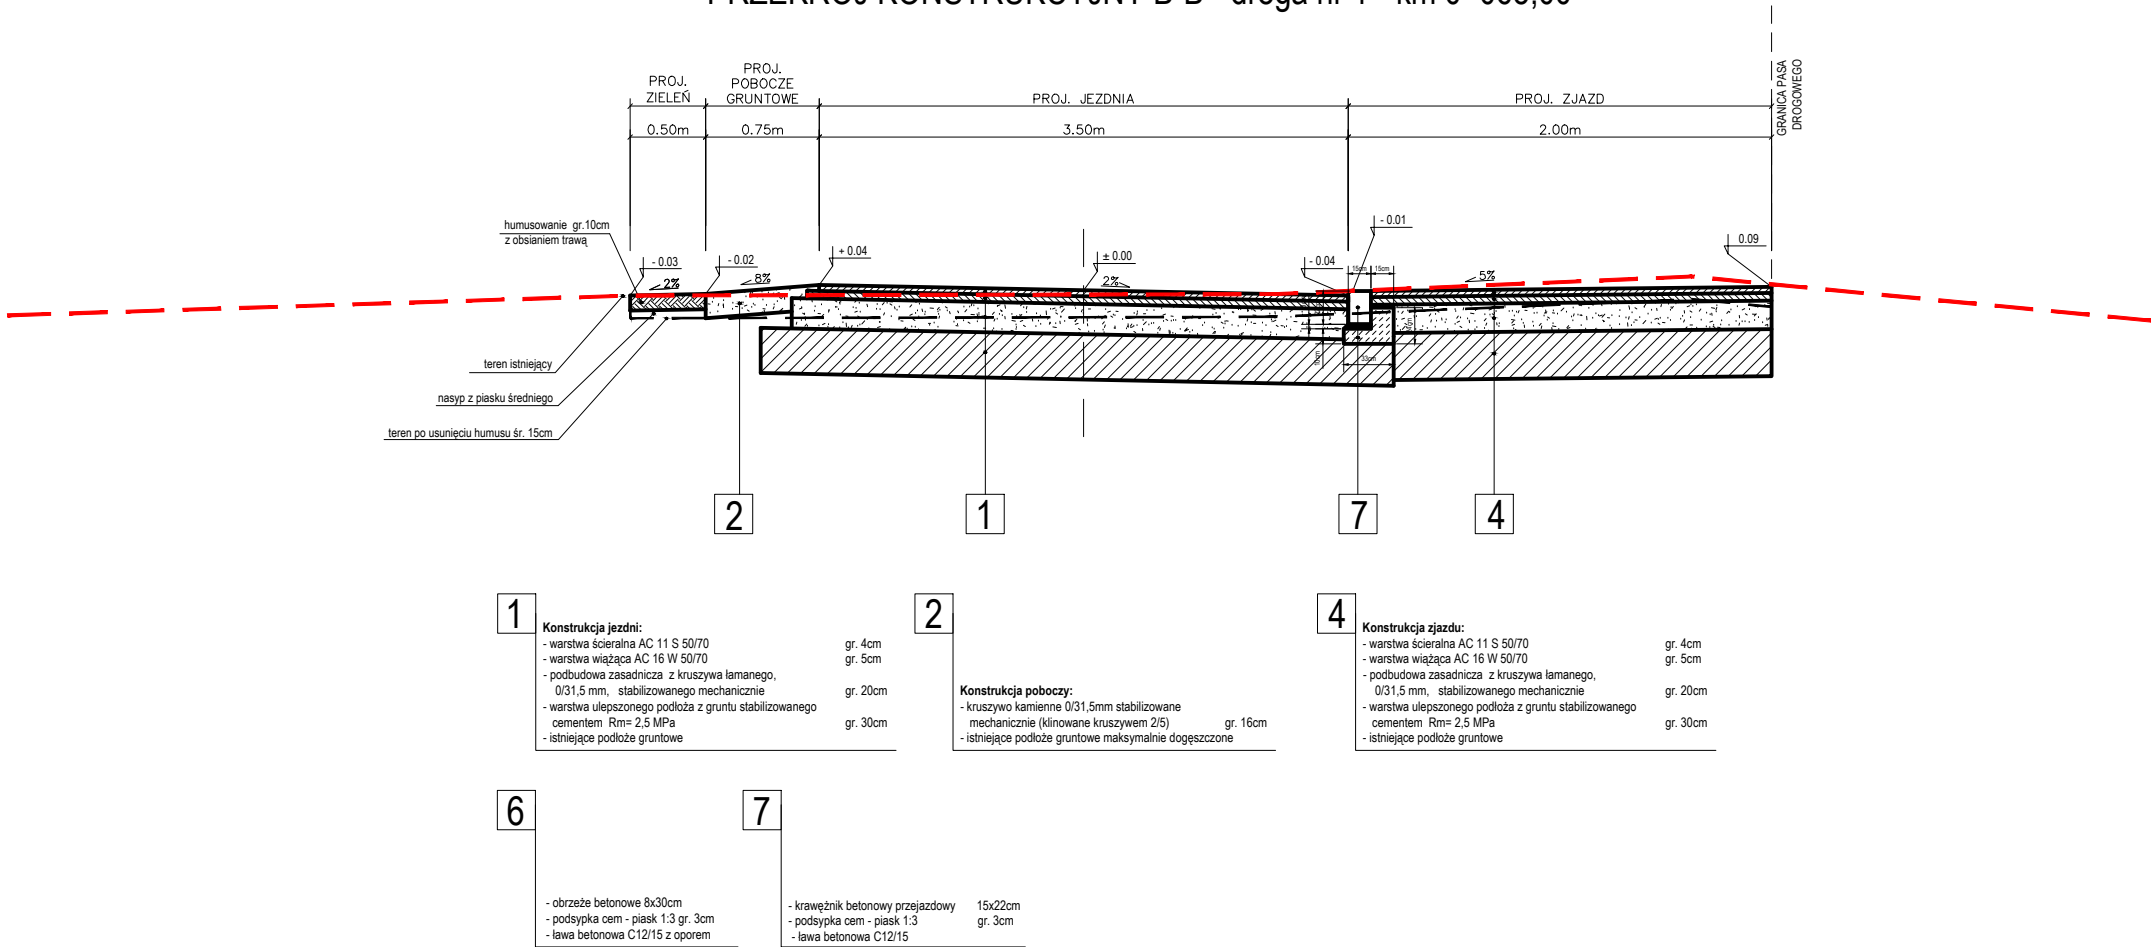 PROJ. ZIELEŃ
PROJ. POBOCZE GRUNTOWE
PROJ. JEZDNIA
PROJ. ZJAZD
GRANICA PASA DROGOWEGO
0.50m
0.75m
3.50m
2.00m
humusowanie gr.10cm
z obsianiem trawą
- 0.03
- 0.02
+ 0.04
± 0.00
- 0.04
- 0.01
0.09
2%
8%
2%
5%
15cm
15cm
10cm
33cm
teren istniejący
nasyp z piasku średniego
teren po usunięciu humusu śr. 15cm
2
1
7
4
1
Konstrukcja jezdni:
- warstwa ścieralna AC 11 S 50/70 gr. 4cm
- warstwa wiążąca AC 16 W 50/70 gr. 5cm
- podbudowa zasadnicza z kruszywa łamanego,
0/31,5 mm, stabilizowanego mechanicznie gr. 20cm
- warstwa ulepszonego podłoża z gruntu stabilizowanego
cementem Rm= 2,5 MPa gr. 30cm
- istniejące podłoże gruntowe
2
Konstrukcja poboczy:
- kruszywo kamienne 0/31,5mm stabilizowane
mechanicznie (klinowane kruszywem 2/5) gr. 16cm
- istniejące podłoże gruntowe maksymalnie dogęszczone
4
Konstrukcja zjazdu:
- warstwa ścieralna AC 11 S 50/70 gr. 4cm
- warstwa wiążąca AC 16 W 50/70 gr. 5cm
- podbudowa zasadnicza z kruszywa łamanego,
0/31,5 mm, stabilizowanego mechanicznie gr. 20cm
- warstwa ulepszonego podłoża z gruntu stabilizowanego
cementem Rm= 2,5 MPa gr. 30cm
- istniejące podłoże gruntowe
6
- obrzeże betonowe 8x30cm
- podsypka cem - piask 1:3 gr. 3cm
- ława betonowa C12/15 z oporem
7
- krawężnik betonowy przejazdowy 15x22cm
- podsypka cem - piask 1:3 gr. 3cm
- ława betonowa C12/15